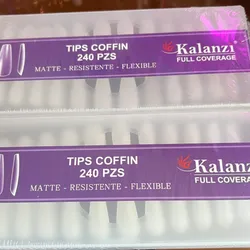 TIPS COFFIN
240 PZS
MATTE - RESISTENTE - FLEXIBLE
Kalanzi
FULL COVERAGE
TIPS COFFIN
240 PZS
MATTE - RESISTENTE - FLEXIBLE
Kalanzi
FULL COVERAGE